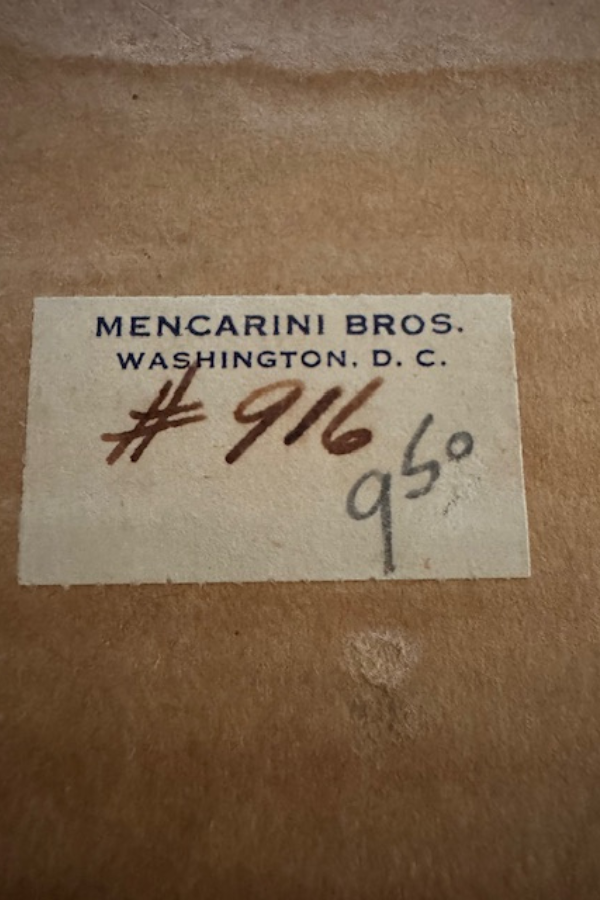 MENCARINI BROS.
WASHINGTON, D. C.
# 916
950